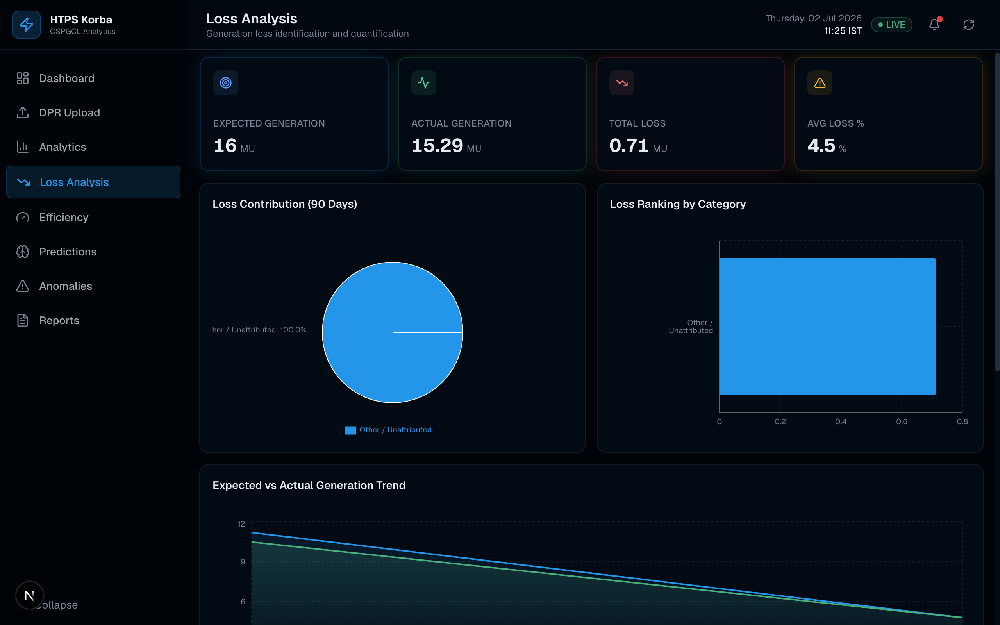 HTPS Korba
CSPGCL Analytics
Dashboard
DPR Upload
Analytics
Loss Analysis
Efficiency
Predictions
Anomalies
Reports
N
ollapse
Loss Analysis
Generation loss identification and quantification
Thursday, 02 Jul 2026
11:25 IST
LIVE
EXPECTED GENERATION
16 MU
ACTUAL GENERATION
15.29 MU
TOTAL LOSS
0.71 MU
AVG LOSS %
4.5 %
Loss Contribution (90 Days)
her / Unattributed: 100.0%
Other / Unattributed
Loss Ranking by Category
Other /
Unattributed
0 0.2 0.4 0.6 0.8
Expected vs Actual Generation Trend
12
9
6